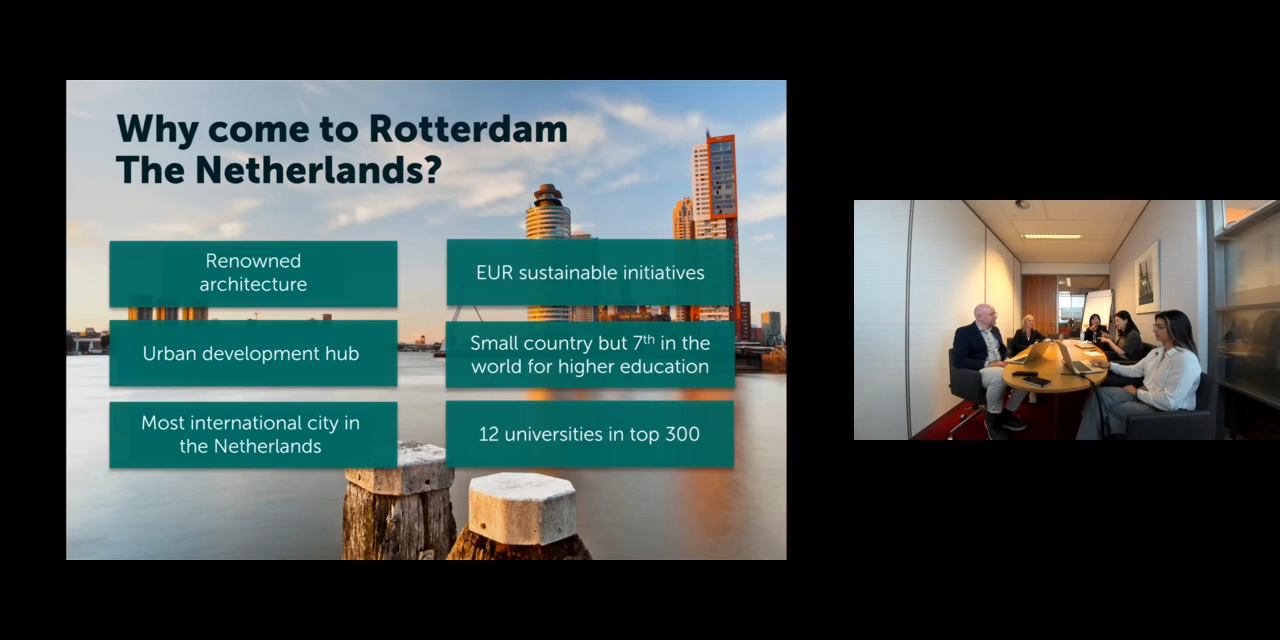 Why come to Rotterdam
The Netherlands?
Renowned
architecture
EUR sustainable initiatives
Urban development hub
Small country but 7th in the
world for higher education
Most international city in
the Netherlands
12 universities in top 300